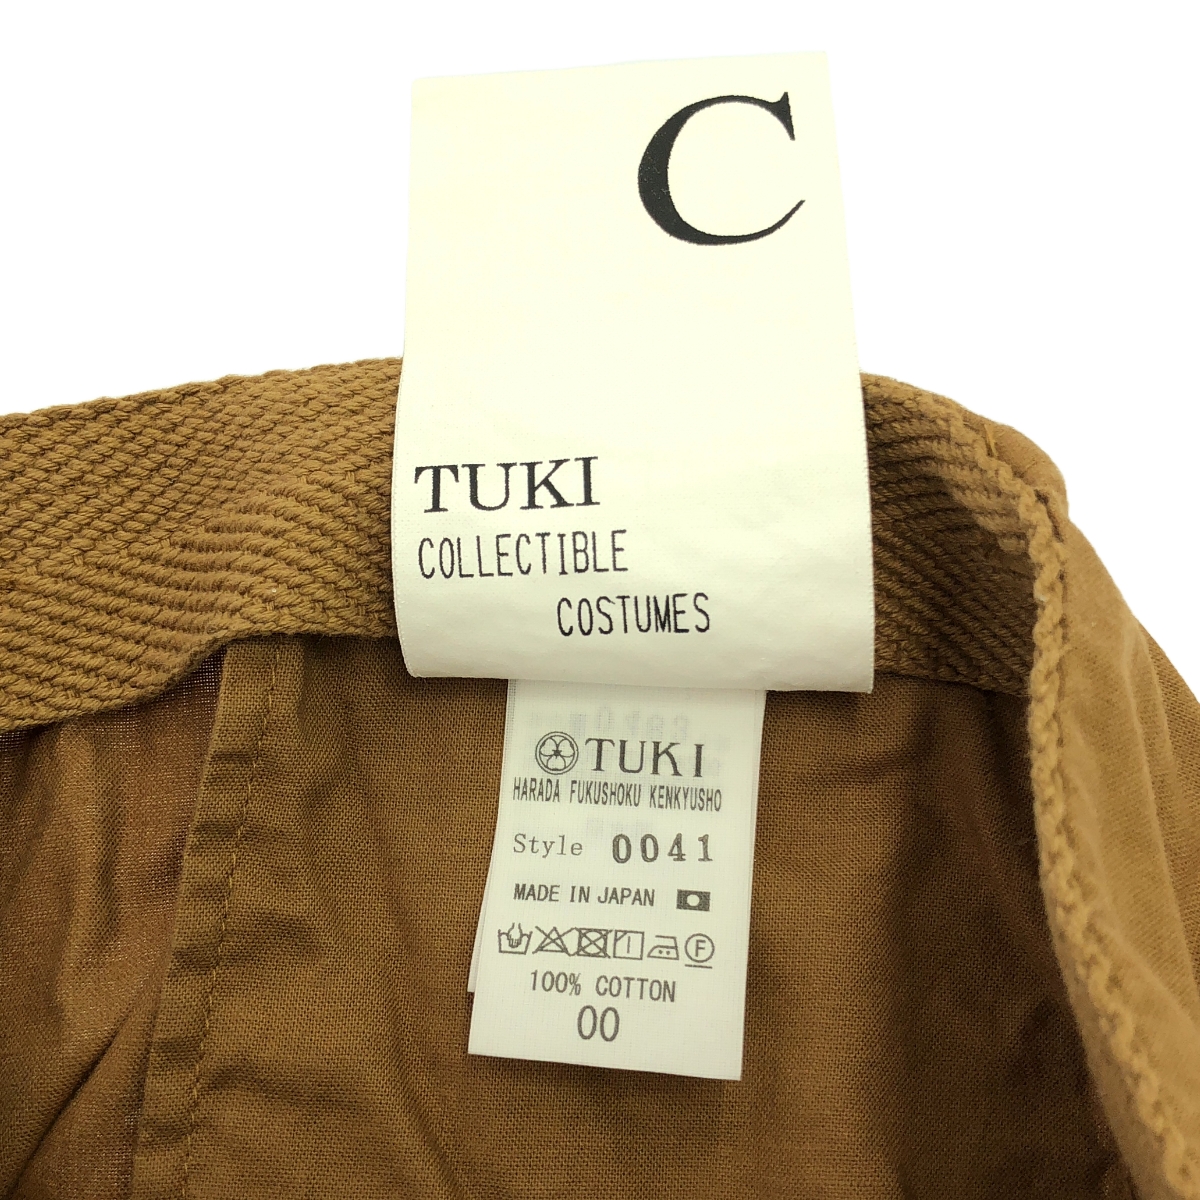 C
TUKI
COLLECTIBLE
COSTUMES
TUKI
HARADA FUKUSHOKU KENKYUSHO
Style 0041
MADE IN JAPAN
F
100% COTTON
00